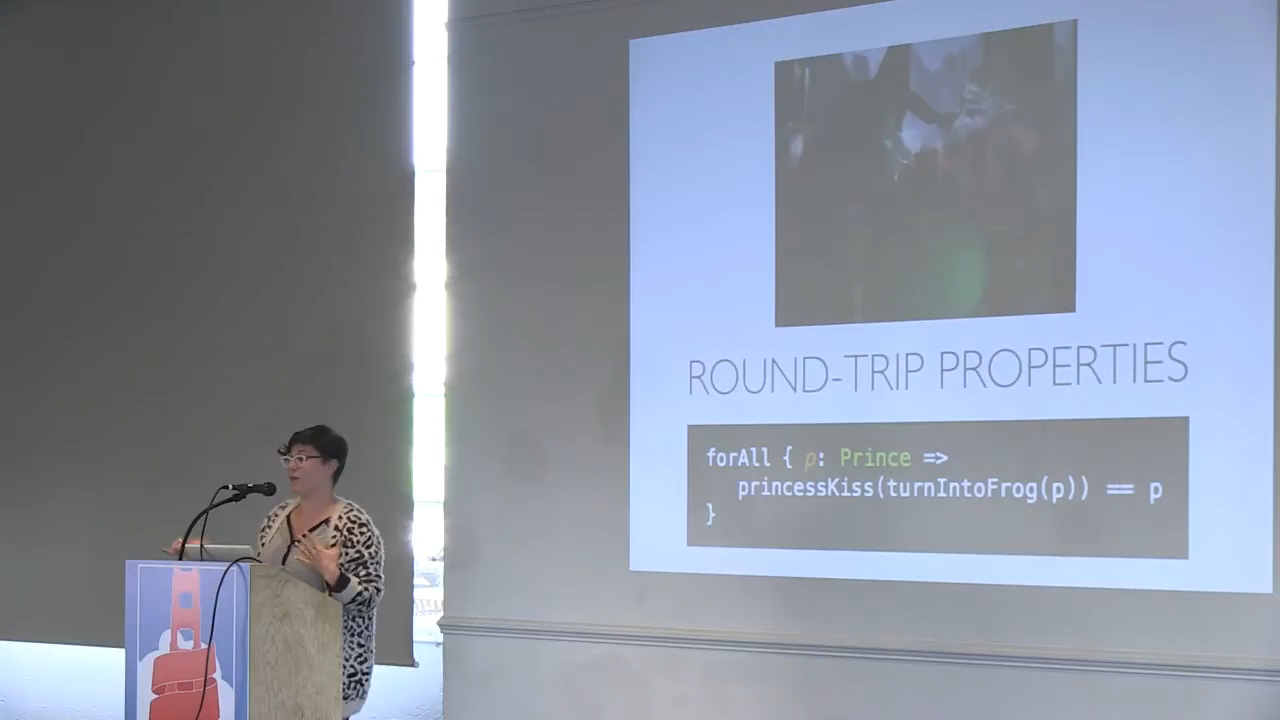 ROUND-TRIP PROPERTIES
forAll { p: Prince =>
princessKiss(turnIntoFrog(p)) == p
}